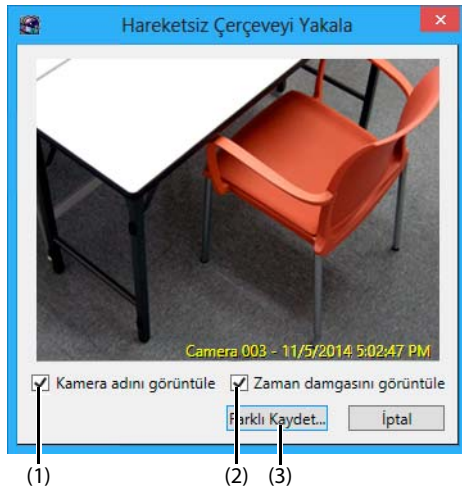 Hareketsiz Çerçeveyi Yakala
Camera 003 - 11/5/2014 5:02:47 PM
Kamera adını görüntüle Zaman damgasını görüntüle
Farklı Kaydet... İptal
(1) (2) (3)